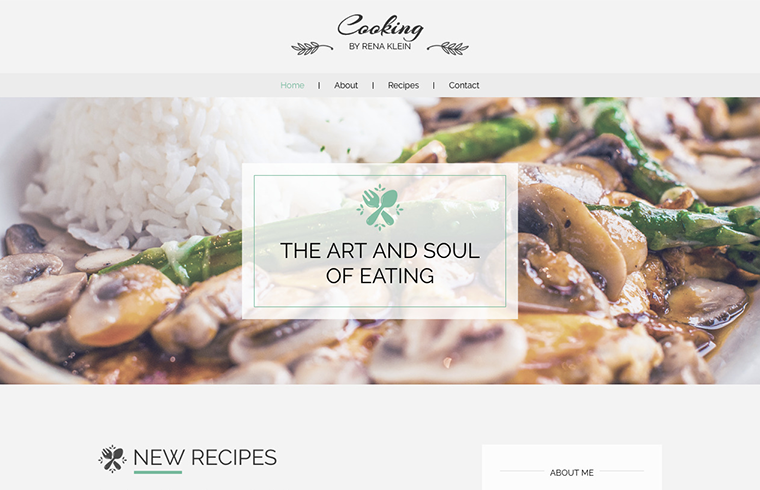 Cooking
BY RENA KLEIN
Home | About | Recipes | Contact
THE ART AND SOUL
OF EATING
NEW RECIPES
ABOUT ME